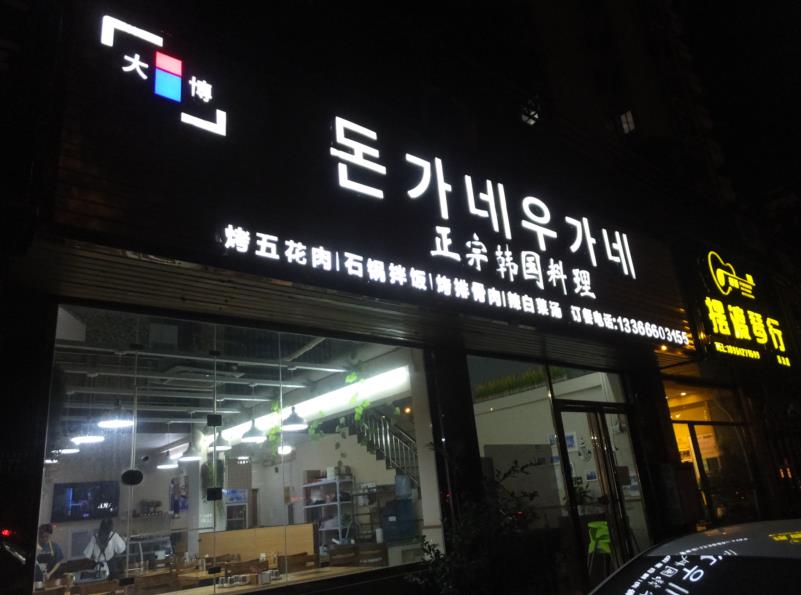 大 博
돈가네우가네
正宗韩国料理
烤五花肉|石锅拌饭|烤排骨肉|辣白菜汤 订餐电话:13366603155
琴行